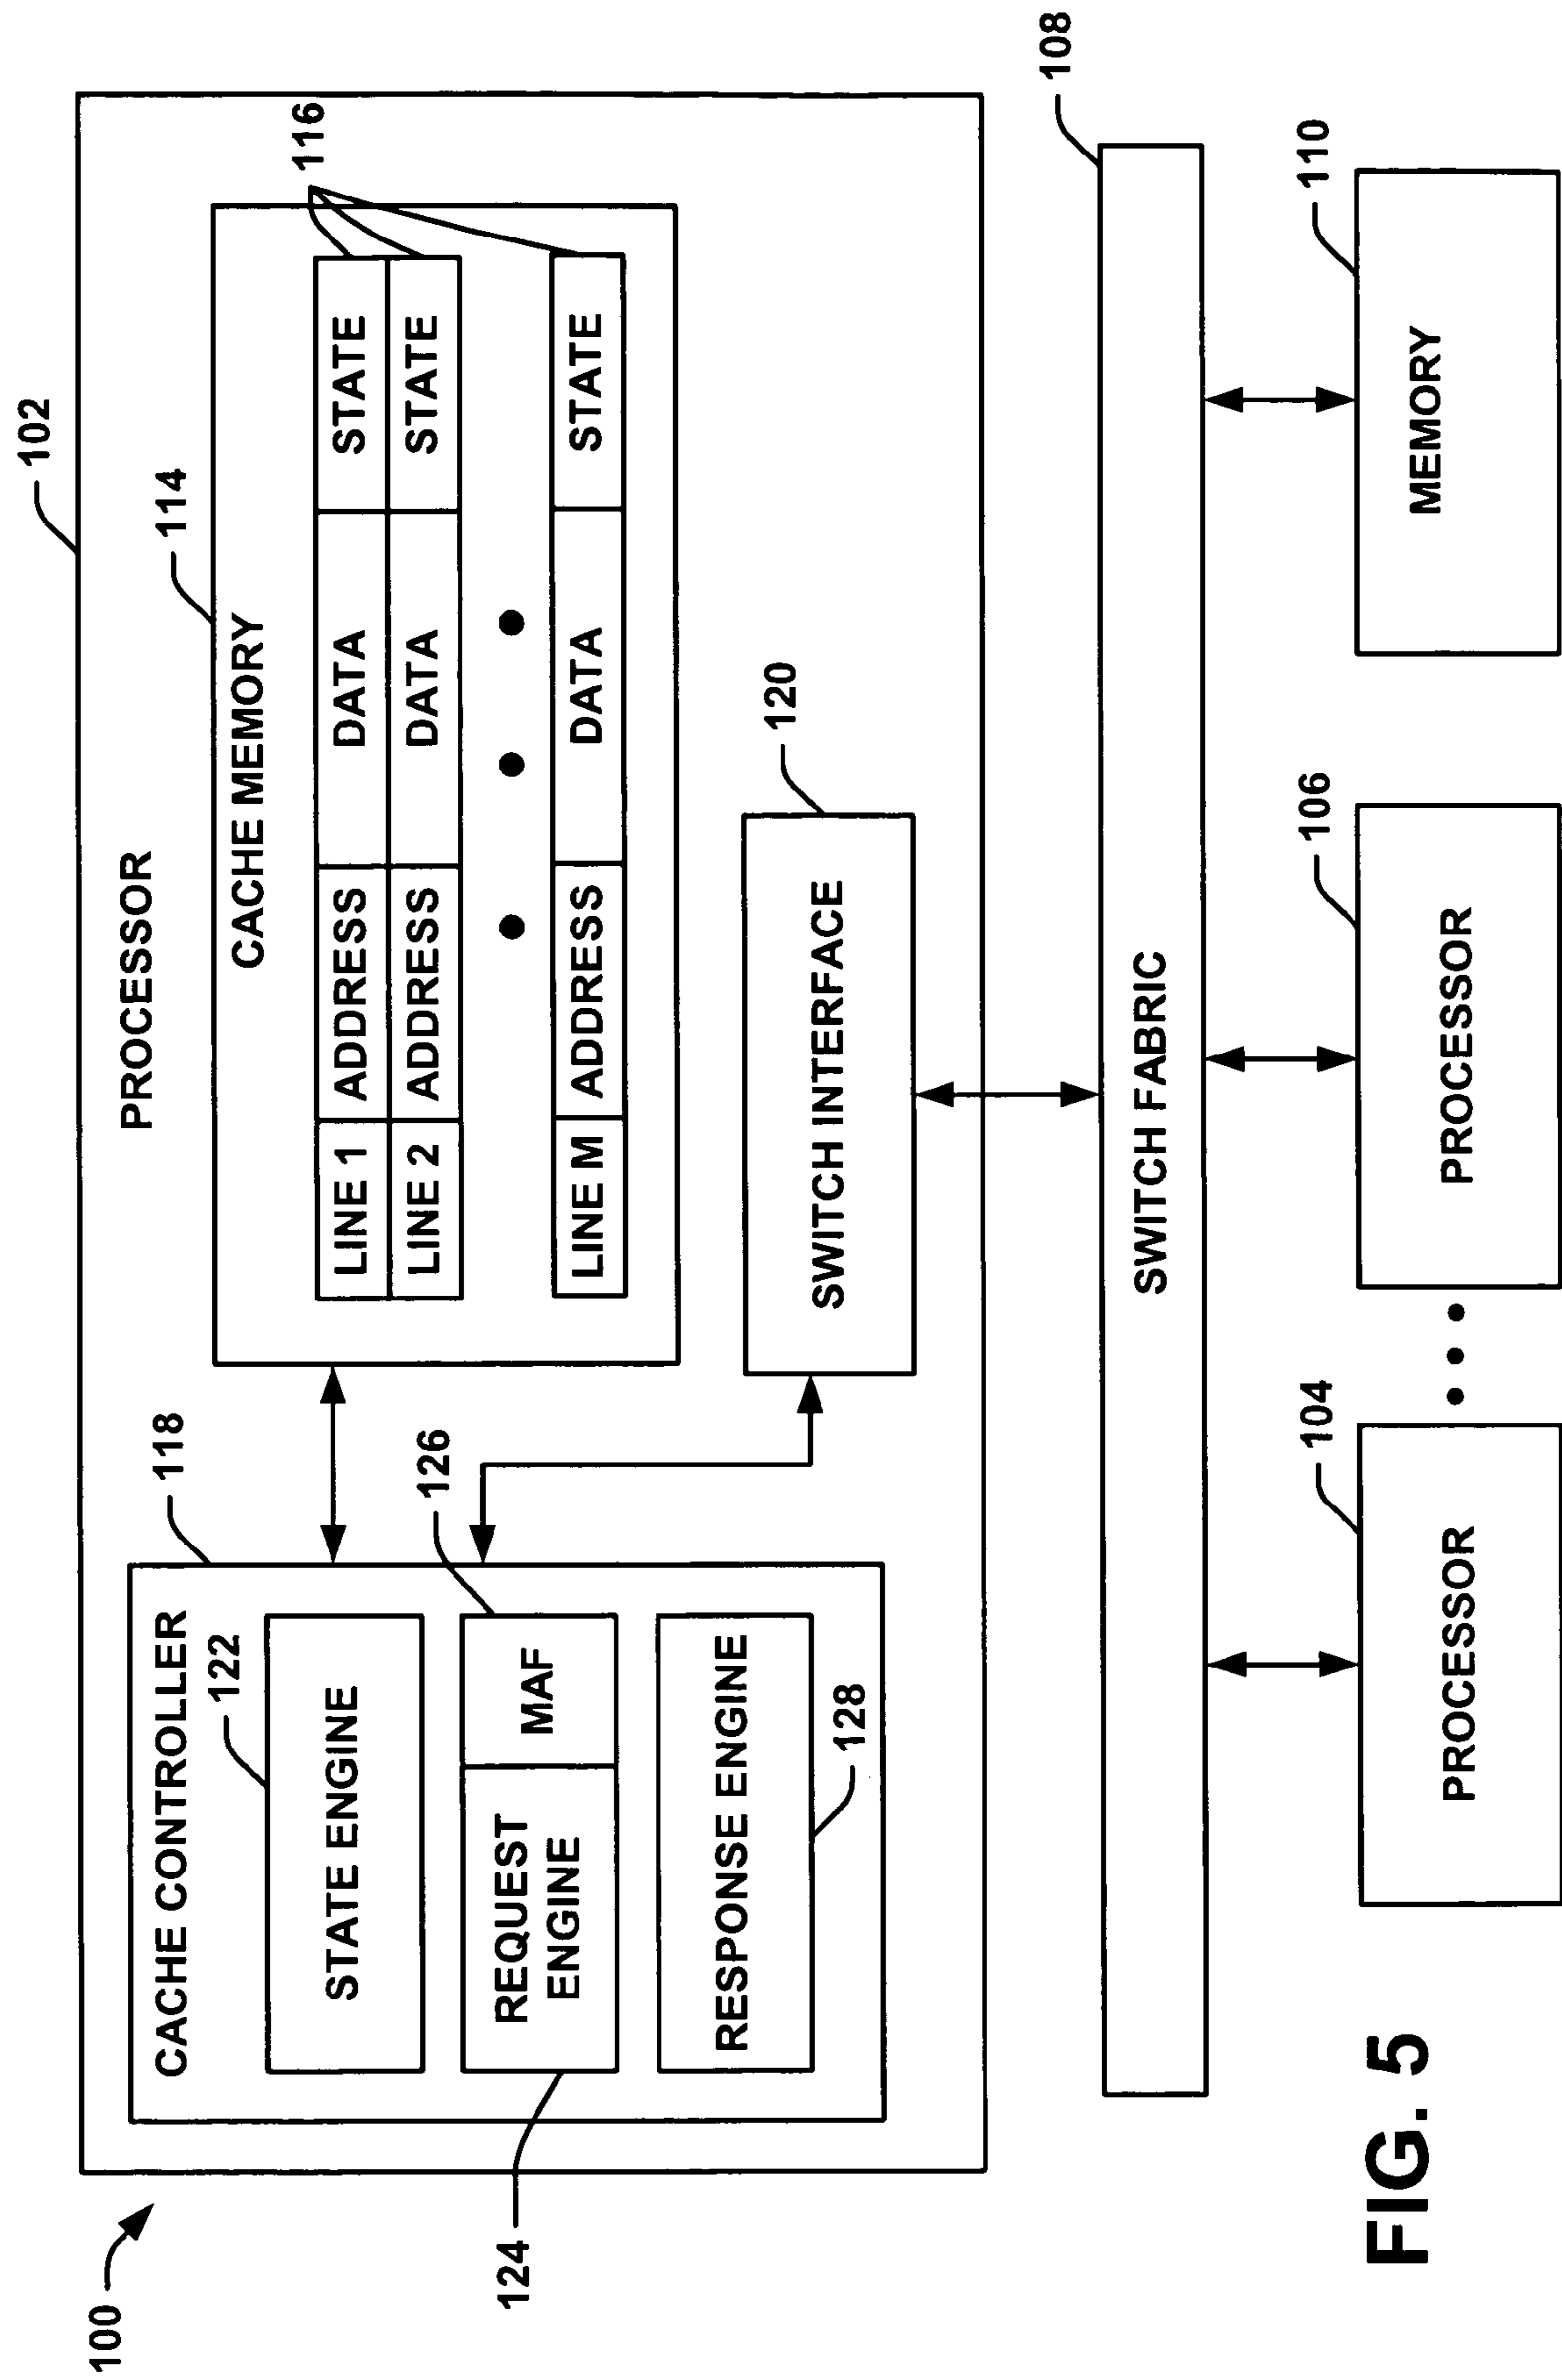 100
102
PROCESSOR
118
CACHE CONTROLLER
122
STATE ENGINE
126
REQUEST
ENGINE
MAF
124
RESPONSE ENGINE
128
114
CACHE MEMORY
116
LINE 1 ADDRESS DATA STATE
LINE 2 ADDRESS DATA STATE
LINE M ADDRESS DATA STATE
120
SWITCH INTERFACE
108
SWITCH FABRIC
104
PROCESSOR
106
PROCESSOR
110
MEMORY
FIG. 5